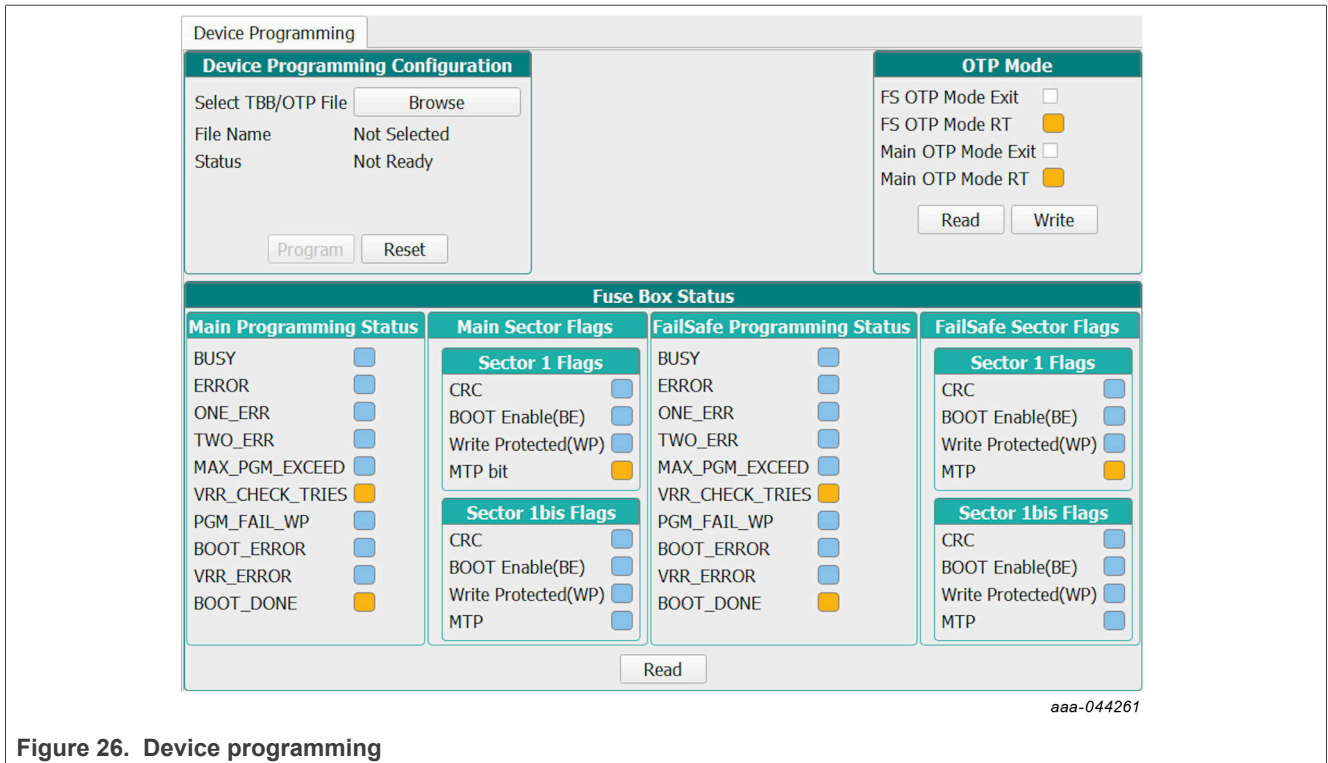 Device Programming
Device Programming Configuration
Select TBB/OTP File
Browse
File Name
Not Selected
Status
Not Ready
Program
Reset
OTP Mode
FS OTP Mode Exit
FS OTP Mode RT
Main OTP Mode Exit
Main OTP Mode RT
Read
Write
Fuse Box Status
Main Programming Status
BUSY
ERROR
ONE_ERR
TWO_ERR
MAX_PGM_EXCEED
VRR_CHECK_TRIES
PGM_FAIL_WP
BOOT_ERROR
VRR_ERROR
BOOT_DONE
Main Sector Flags
Sector 1 Flags
CRC
BOOT Enable(BE)
Write Protected(WP)
MTP bit
Sector 1bis Flags
CRC
BOOT Enable(BE)
Write Protected(WP)
MTP
FailSafe Programming Status
BUSY
ERROR
ONE_ERR
TWO_ERR
MAX_PGM_EXCEED
VRR_CHECK_TRIES
PGM_FAIL_WP
BOOT_ERROR
VRR_ERROR
BOOT_DONE
FailSafe Sector Flags
Sector 1 Flags
CRC
BOOT Enable(BE)
Write Protected(WP)
MTP
Sector 1bis Flags
CRC
BOOT Enable(BE)
Write Protected(WP)
MTP
Read
aaa-044261
Figure 26. Device programming